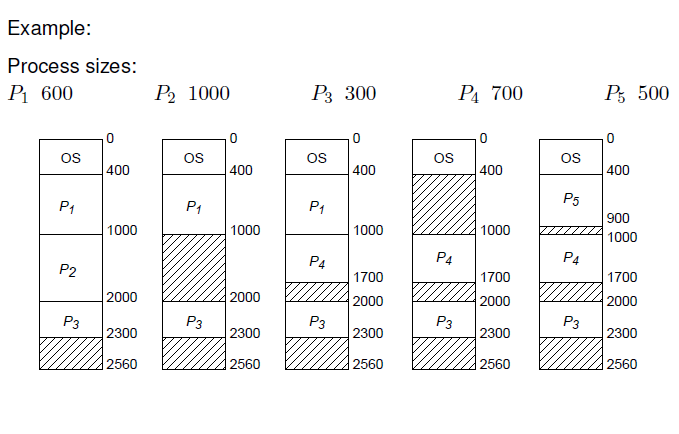 Example:
Process sizes:
P1 600 P2 1000 P3 300 P4 700 P5 500
0 0 0 0 0
OS OS OS OS OS
400 400 400 400 400
P1 P1 P1 P5
900
1000 1000 1000 1000 1000
P2 P4 P4 P4
1700 1700 1700
2000 2000 2000 2000 2000
P3 P3 P3 P3 P3
2300 2300 2300 2300 2300
2560 2560 2560 2560 2560